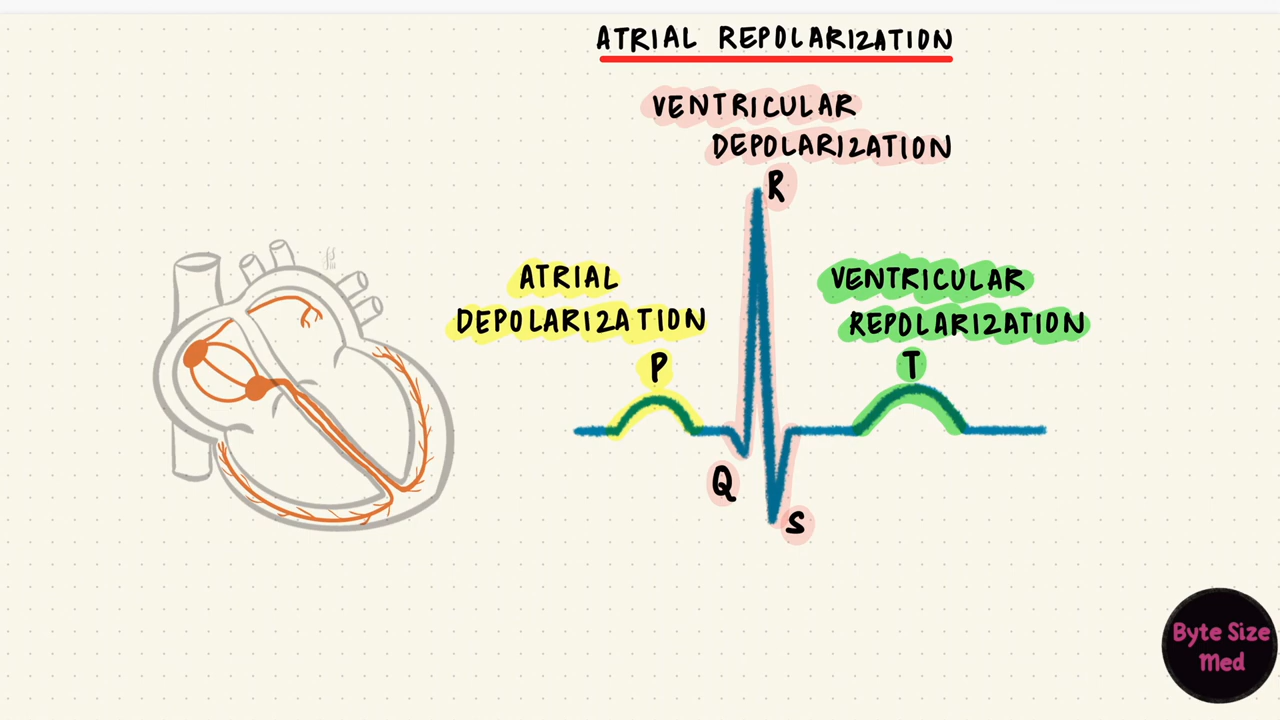 ATRIAL REPOLARIZATION
VENTRICULAR
DEPOLARIZATION
R
ATRIAL
DEPOLARIZATION
P
VENTRICULAR
REPOLARIZATION
T
Q
S
Byte Size
Med